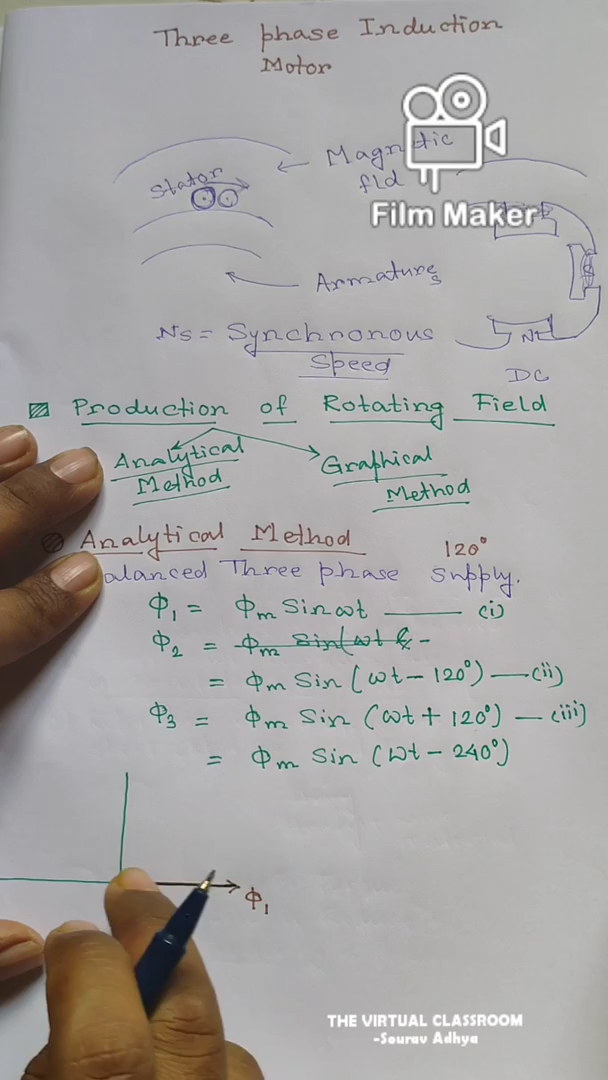 Three phase Induction
Motor
Magnetic
fld
Stator
Film Maker
Armatures
Ns = Synchronous
Speed
N
DC
Production of Rotating Field
Analytical
Method
Graphical
Method
Analytical Method
120°
alanced Three phase Supply.
Φ₁ = Φm Sin ωt ——— (i)
Φ₂ = Φm Sin(ωt & -
= Φm Sin (ωt - 120°) — (ii)
Φ₃ = Φm Sin (ωt + 120°) — (iii)
= Φm Sin (ωt - 240°)
Φ₁
THE VIRTUAL CLASSROOM
-Sourav Adhya